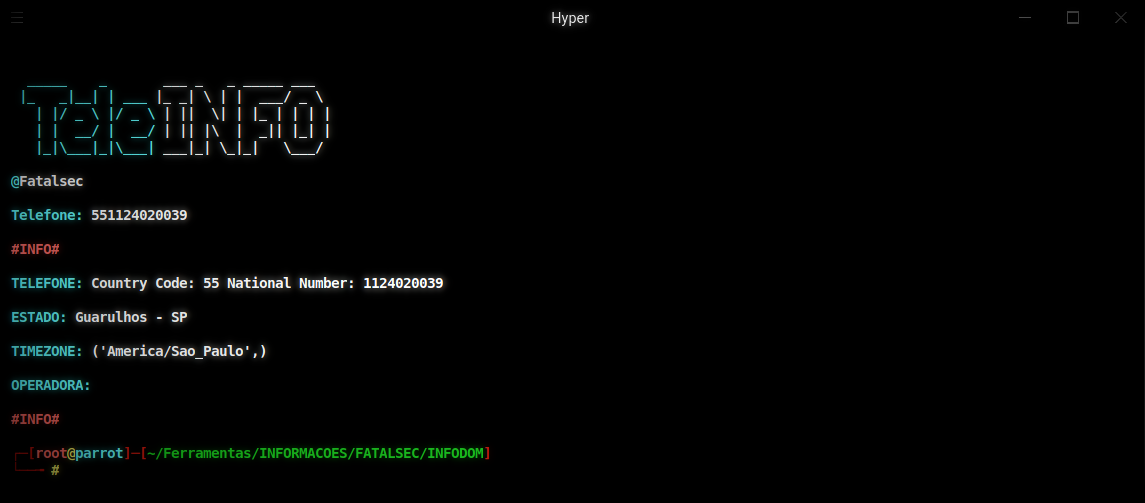 Hyper
TeleINFO
@Fatalsec
Telefone: 551124020039
#INFO#
TELEFONE: Country Code: 55 National Number: 1124020039
ESTADO: Guarulhos - SP
TIMEZONE: ('America/Sao_Paulo',)
OPERADORA:
#INFO#
┌─[root@parrot]─[~/Ferramentas/INFORMACOES/FATALSEC/INFODOM]
└──╼ #